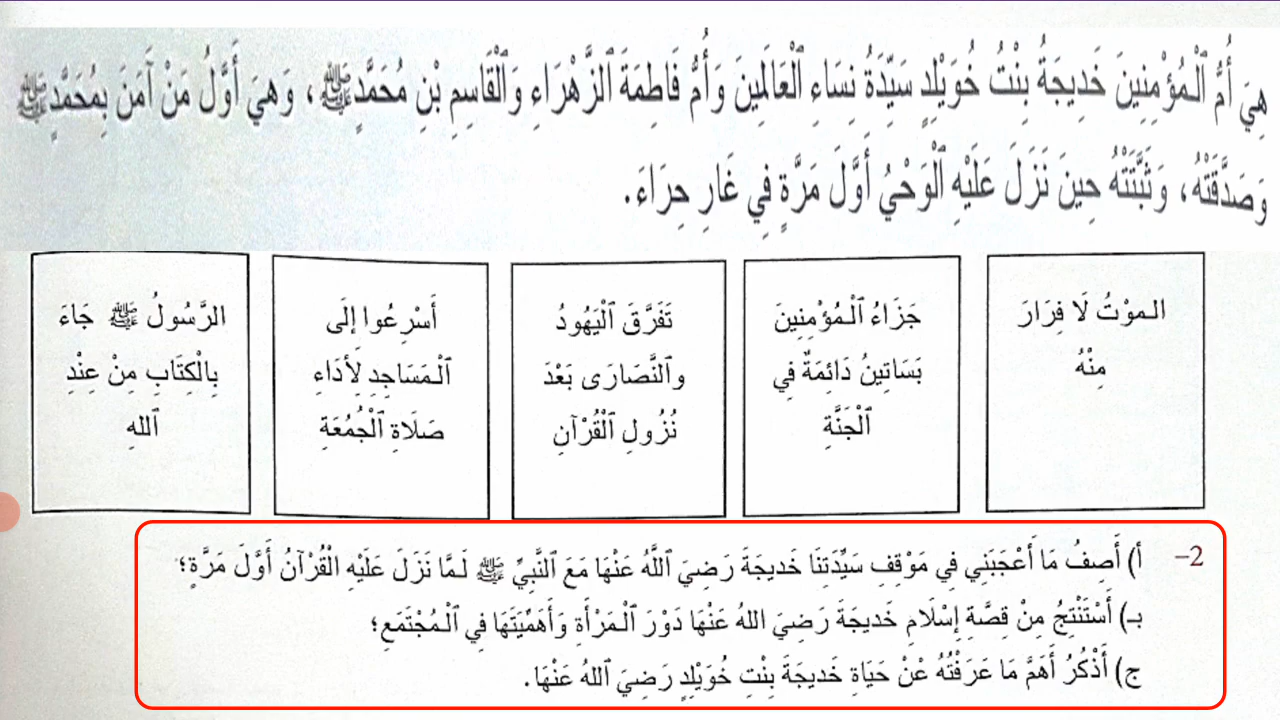 هِيَ أُمُّ ٱلْمُؤْمِنِينَ خَدِيجَةُ بِنْتُ خُوَيْلِدٍ سَيِّدَةُ نِسَاءِ ٱلْعَالَمِينَ وَأُمُّ فَاطِمَةَ ٱلزَّهْرَاءِ وَٱلْقَاسِمِ بْنِ مُحَمَّدٍ ﷺ، وَهِيَ أَوَّلُ مَنْ آمَنَ بِمُحَمَّدٍ ﷺ
وَصَدَّقَتْهُ، وَثَبَّتَتْهُ حِينَ نَزَلَ عَلَيْهِ ٱلْوَحْيُ أَوَّلَ مَرَّةٍ فِي غَارِ حِرَاءَ.
المَوْتُ لَا فِرَارَ
مِنْهُ
جَزَاءُ ٱلْمُؤْمِنِينَ
بَسَاتِينُ دَائِمَةٌ فِي
ٱلْجَنَّةِ
تَفَرَّقَ ٱلْيَهُودُ
وٱلنَّصَارَى بَعْدَ
نُزُولِ ٱلْقُرْآنِ
أَسْرِعُوا إِلَى
ٱلْمَسَاجِدِ لِأَدَاءِ
صَلَاةِ ٱلْجُمُعَةِ
الرَّسُولُ ﷺ جَاءَ
بِالْكِتَابِ مِنْ عِنْدِ
ٱللهِ
2– أ) أَصِفُ مَا أَعْجَبَنِي فِي مَوْقِفِ سَيِّدَتِنَا خَدِيجَةَ رَضِيَ ٱللَّهُ عَنْهَا مَعَ ٱلنَّبِيِّ ﷺ لَمَّا نَزَلَ عَلَيْهِ الْقُرْآنُ أَوَّلَ مَرَّةٍ؛
بـ) أَسْتَنْتِجُ مِنْ قِصَّةِ إِسْلَامِ خَدِيجَةَ رَضِيَ اللهُ عَنْهَا دَوْرَ ٱلْمَرْأَةِ وَأَهَمِّيَّتَهَا فِي ٱلْمُجْتَمَعِ؛
ج) أَذْكُرُ أَهَمَّ مَا عَرَفْتُهُ عَنْ حَيَاةِ خَدِيجَةَ بِنْتِ خُوَيْلِدٍ رَضِيَ ٱللهُ عَنْهَا.